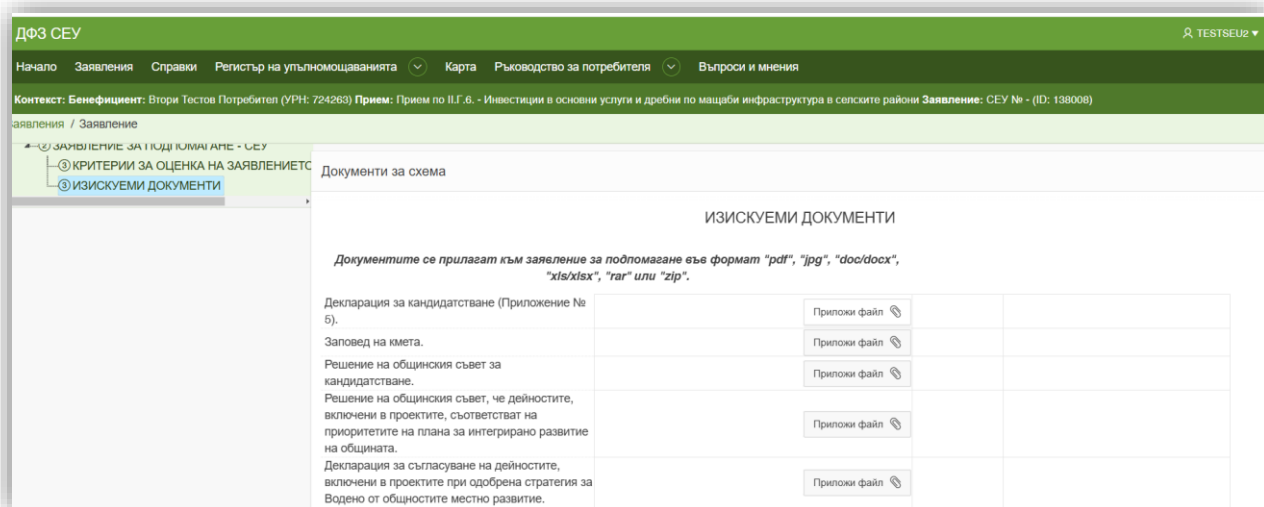 ДФЗ СЕУ
TESTSEU2
Начало Заявления Справки Регистър на упълномощаванията Карта Ръководство за потребителя Въпроси и мнения
Контекст: Бенефициент: Втори Тестов Потребител (УРН: 724263) Прием: Прием по II.Г.6. - Инвестиции в основни услуги и дребни по мащаби инфраструктура в селските райони Заявление: СЕУ № - (ID: 138008)
аявления / Заявление
2 ЗАЯВЛЕНИЕ ЗА ПОДПОМАГАНЕ - СЕУ
3 КРИТЕРИИ ЗА ОЦЕНКА НА ЗАЯВЛЕНИЕТО
3 ИЗИСКУЕМИ ДОКУМЕНТИ
Документи за схема
ИЗИСКУЕМИ ДОКУМЕНТИ
Документите се прилагат към заявление за подпомагане във формат "pdf", "jpg", "doc/docx",
"xls/xlsx", "rar" или "zip".
Декларация за кандидатстване (Приложение №
5).
Приложи файл
Заповед на кмета.
Приложи файл
Решение на общинския съвет за
кандидатстване.
Приложи файл
Решение на общинския съвет, че дейностите,
включени в проектите, съответстват на
приоритетите на плана за интегрирано развитие
на общината.
Приложи файл
Декларация за съгласуване на дейностите,
включени в проектите при одобрена стратегия за
Водено от общностите местно развитие.
Приложи файл